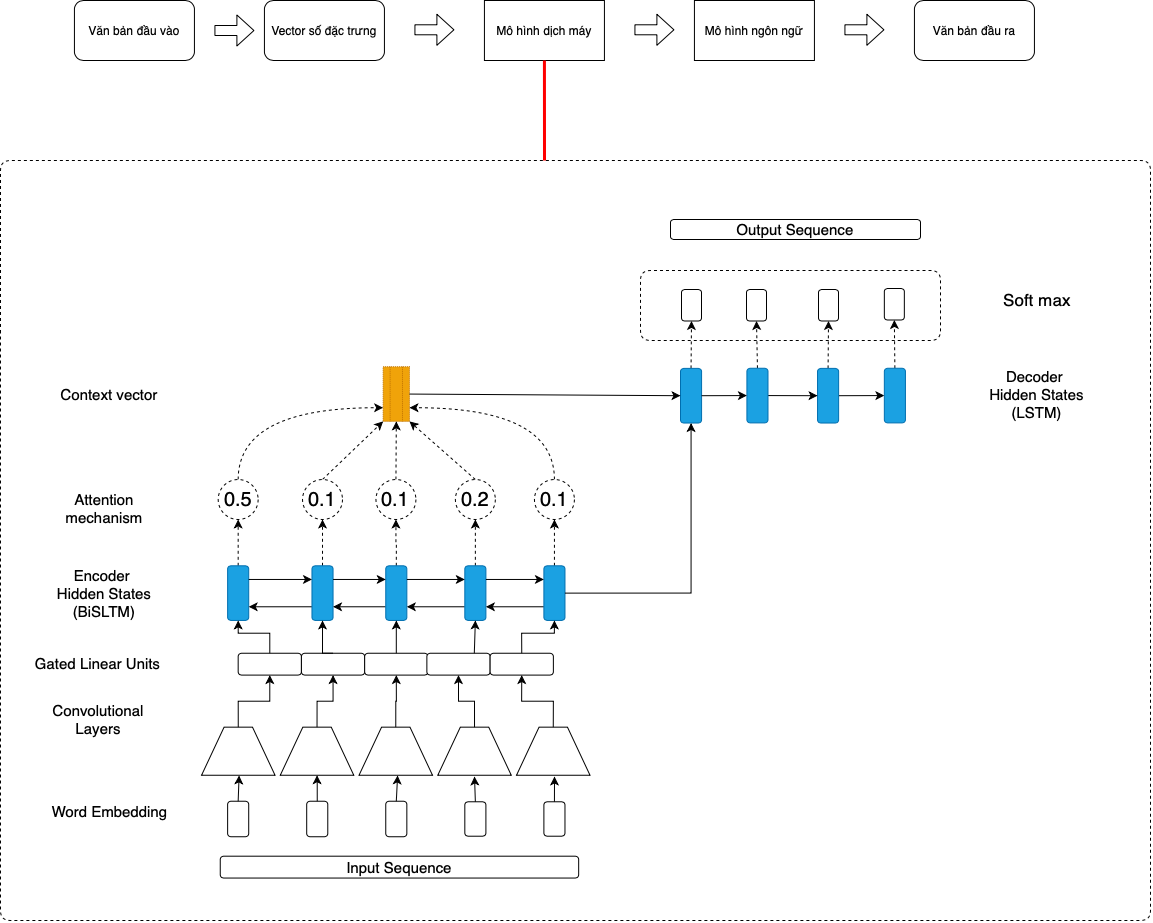 Văn bản đầu vào
Vector số đặc trưng
Mô hình dịch máy
Mô hình ngôn ngữ
Văn bản đầu ra
Output Sequence
Soft max
Context vector
Decoder
Hidden States
(LSTM)
Attention
mechanism
0.5
0.1
0.1
0.2
0.1
Encoder
Hidden States
(BiSLTM)
Gated Linear Units
Convolutional
Layers
Word Embedding
Input Sequence